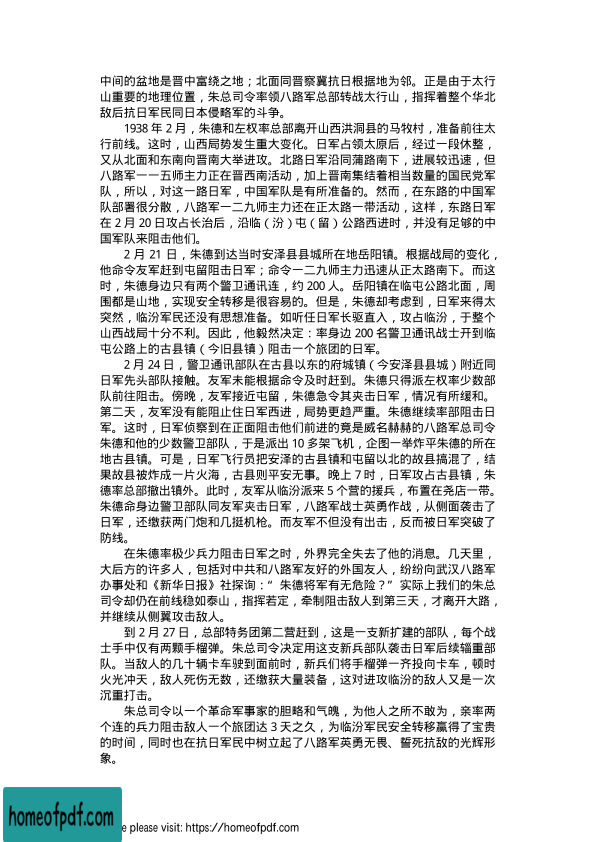 中间的盆地是晋中富绕之地；北面同晋察冀抗日根据地为邻。正是由于太行
山重要的地理位置，朱总司令率领八路军总部转战太行山，指挥着整个华北
敌后抗日军民同日本侵略军的斗争。
1938 年 2 月，朱德和左权率总部离开山西洪洞县的马牧村，准备前往太
行前线。这时，山西局势发生重大变化。日军占领太原后，经过一段休整，
又从北面和东南向晋南大举进攻。北路日军沿同蒲路南下，进展较迅速，但
八路军一一五师主力正在晋西南活动，加上晋南集结着相当数量的国民党军
队，所以，对这一路日军，中国军队是有所准备的。然而，在东路的中国军
队部署很分散，八路军一二九师主力还在正太路一带活动，这样，东路日军
在 2 月 20 日攻占长治后，沿临（汾）屯（留）公路西进时，并没有足够的中
国军队来阻击他们。
2 月 21 日，朱德到达当时安泽县县城所在地岳阳镇。根据战局的变化，
他命令友军赶到屯留阻击日军；命令一二九师主力迅速从正太路南下。而这
时，朱德身边只有两个警卫通讯连，约 200 人。岳阳镇在临屯公路北面，周
围都是山地，实现安全转移是很容易的。但是，朱德却考虑到，日军来得太
突然，临汾军民还没有思想准备。如听任日军长驱直入，攻占临汾，于整个
山西战局十分不利。因此，他毅然决定：率身边 200 名警卫通讯战士开到临
屯公路上的古县镇（今旧县镇）阻击一个旅团的日军。
2 月 24 日，警卫通讯部队在古县以东的府城镇（今安泽县县城）附近同
日军先头部队接触。友军未能根据命令及时赶到。朱德只得派左权率少数部
队前往阻击。傍晚，友军接近屯留，朱德急令其夹击日军，情况有所缓和。
第二天，友军没有能阻止住日军西进，局势更趋严重。朱德继续率部阻击日
军。这时，日军侦察到在正面阻击他们前进的竟是威名赫赫的八路军总司令
朱德和他的少数警卫部队，于是派出 10 多架飞机，企图一举炸平朱德的所在
地古县镇。可是，日军飞行员把安泽的古县镇和屯留以北的故县搞混了，结
果故县被炸成一片火海，古县则平安无事。晚上 7 时，日军攻占古县镇，朱
德率总部撤出镇外。此时，友军从临汾派来 5 个营的援兵，布置在尧店一带。
朱德命身边警卫部队同友军夹击日军，八路军战士英勇作战，从侧面袭击了
日军，还缴获两门炮和几挺机枪。而友军不但没有出击，反而被日军突破了
防线。
在朱德率极少兵力阻击日军之时，外界完全失去了他的消息。几天里，
大后方的许多人，包括对中共和八路军友好的外国友人，纷纷向武汉八路军
办事处和《新华日报》社探询：“ 朱德将军有无危险？” 实际上我们的朱总
司令却仍在前线稳如泰山，指挥若定，牵制阻击敌人到第三天，才离开大路，
并继续从侧翼攻击敌人。
到 2 月 27 日，总部特务团第二营赶到，这是一支新扩建的部队，每个战
士手中仅有两颗手榴弹。朱总司令决定用这支新兵部队袭击日军后续辎重部
队。当敌人的几十辆卡车驶到面前时，新兵们将手榴弹一齐投向卡车，顿时
火光冲天，敌人死伤无数，还缴获大量装备，这对进攻临汾的敌人又是一次
沉重打击。
朱总司令以一个革命军事家的胆略和气魄，为他人之所不敢为，亲率两
个连的兵力阻击敌人一个旅团达 3 天之久，为临汾军民安全转移赢得了宝贵
的时间，同时也在抗日军民中树立起了八路军英勇无畏、誓死抗敌的光辉形
象。
homeofpdf.com
e please visit: https://homeofpdf.com